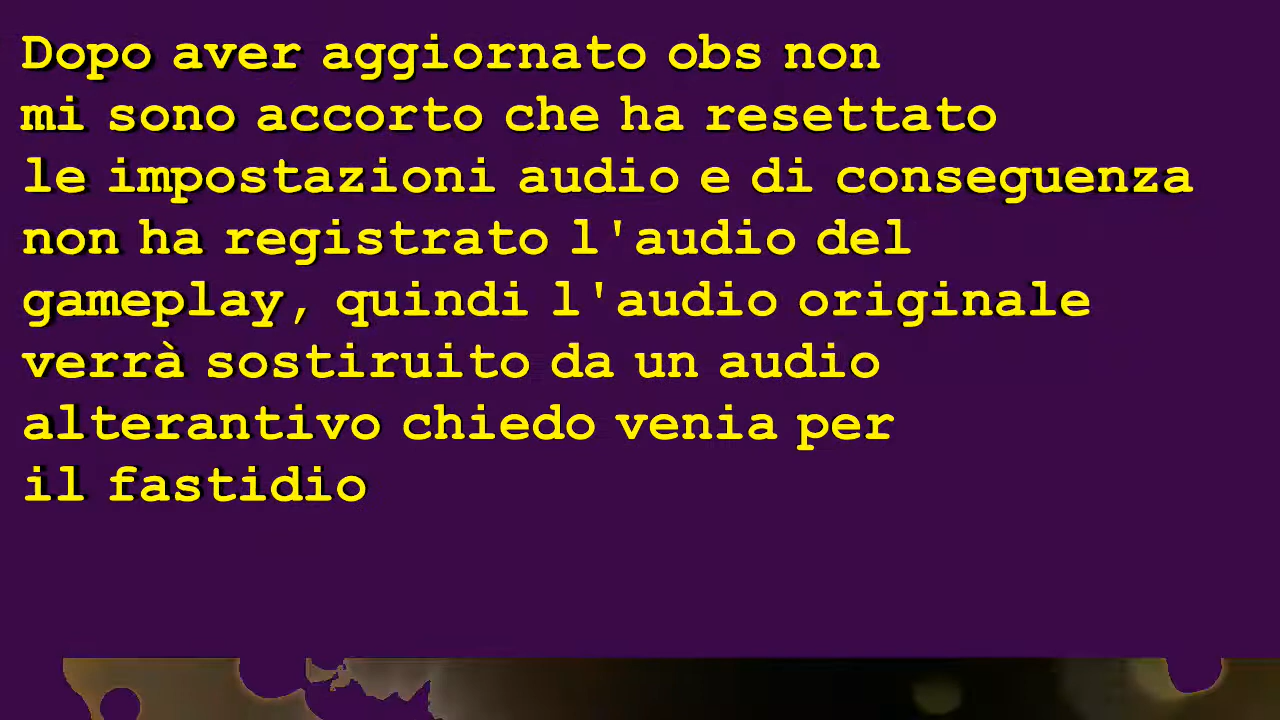 Dopo aver aggiornato obs non
mi sono accorto che ha resettato
le impostazioni audio e di conseguenza
non ha registrato l'audio del
gameplay, quindi l'audio originale
verrà sostiruito da un audio
alterantivo chiedo venia per
il fastidio